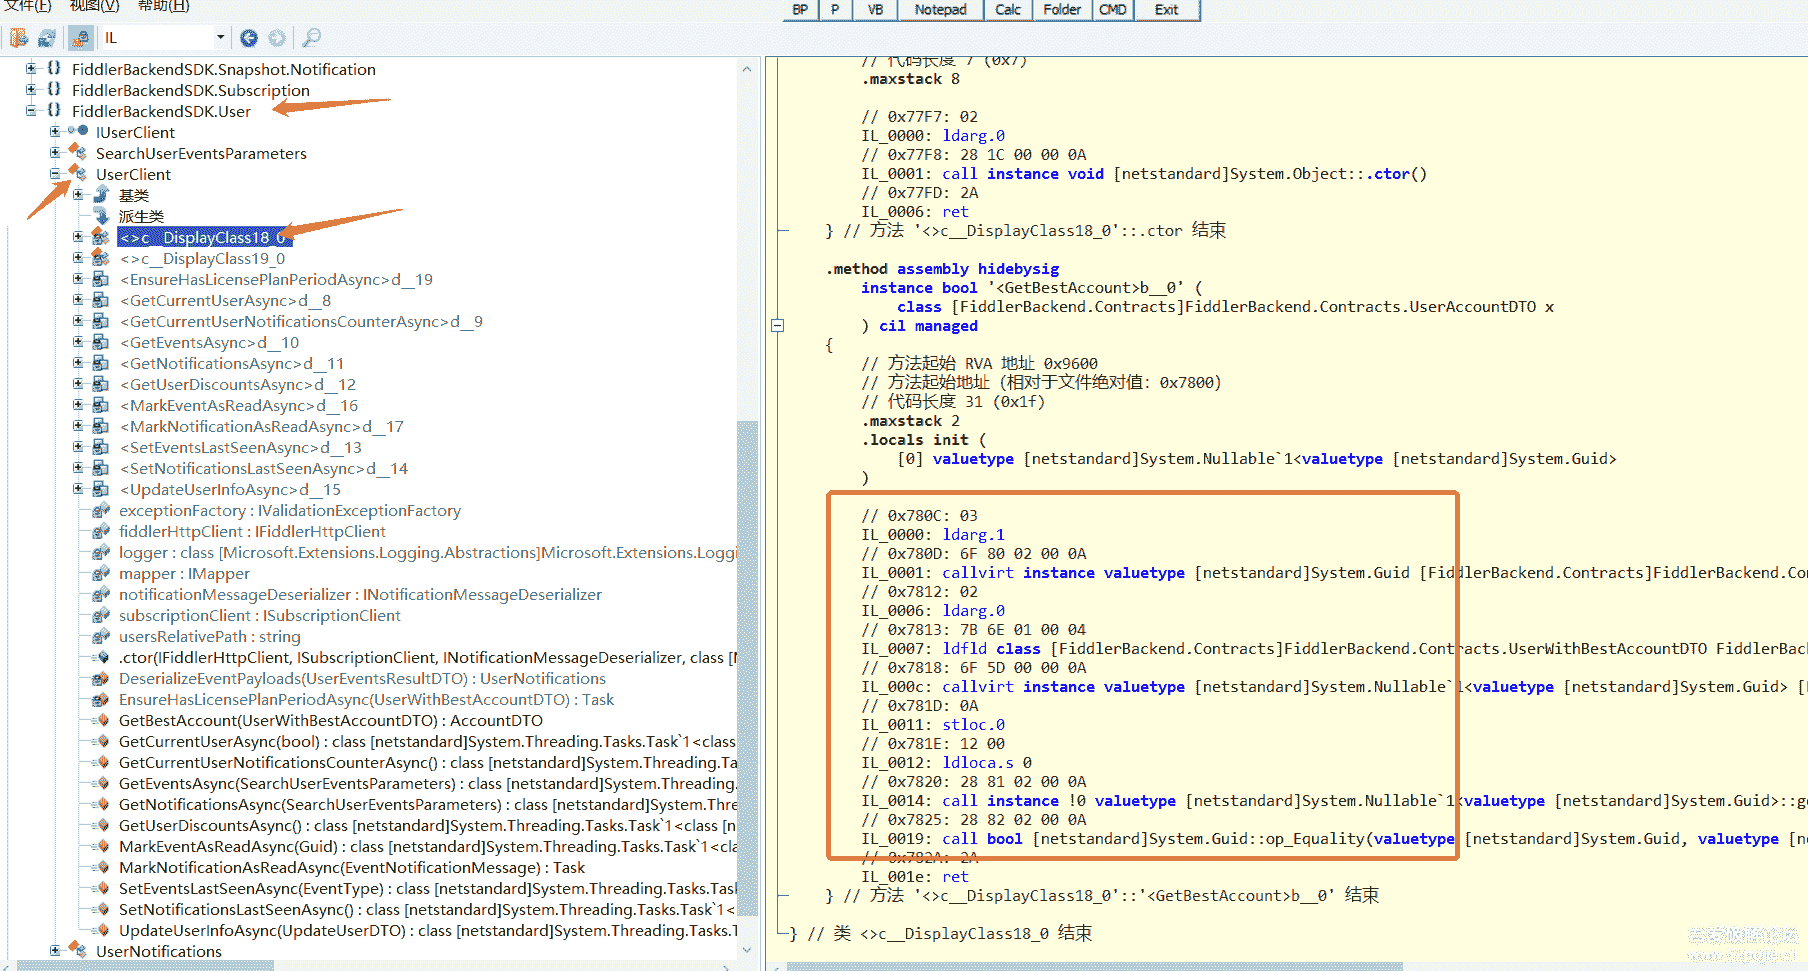 文件(F) 视图(V) 帮助(H)
BP P VB Notepad Calc Folder CMD Exit
IL
FiddlerBackendSDK.Snapshot.Notification
FiddlerBackendSDK.Subscription
FiddlerBackendSDK.User
IUserClient
SearchUserEventsParameters
UserClient
基类
派生类
<>c__DisplayClass18_0
<>c__DisplayClass19_0
<EnsureHasLicensePlanPeriodAsync>d__19
<GetCurrentUserAsync>d__8
<GetCurrentUserNotificationsCounterAsync>d__9
<GetEventsAsync>d__10
<GetNotificationsAsync>d__11
<GetUserDiscountsAsync>d__12
<MarkEventAsReadAsync>d__16
<MarkNotificationAsReadAsync>d__17
<SetEventsLastSeenAsync>d__13
<SetNotificationsLastSeenAsync>d__14
<UpdateUserInfoAsync>d__15
exceptionFactory : IValidationExceptionFactory
fiddlerHttpClient : IFiddlerHttpClient
logger : class [Microsoft.Extensions.Logging.Abstractions]Microsoft.Extensions.Loggi
mapper : IMapper
notificationMessageDeserializer : INotificationMessageDeserializer
subscriptionClient : ISubscriptionClient
usersRelativePath : string
.ctor(IFiddlerHttpClient, ISubscriptionClient, INotificationMessageDeserializer, class [
DeserializeEventPayloads(UserEventsResultDTO) : UserNotifications
EnsureHasLicensePlanPeriodAsync(UserWithBestAccountDTO) : Task
GetBestAccount(UserWithBestAccountDTO) : AccountDTO
GetCurrentUserAsync(bool) : class [netstandard]System.Threading.Tasks.Task`1<class
GetCurrentUserNotificationsCounterAsync() : class [netstandard]System.Threading.Ta
GetEventsAsync(SearchUserEventsParameters) : class [netstandard]System.Threading.
GetNotificationsAsync(SearchUserEventsParameters) : class [netstandard]System.Thre
GetUserDiscountsAsync() : class [netstandard]System.Threading.Tasks.Task`1<class [n
MarkEventAsReadAsync(Guid) : class [netstandard]System.Threading.Tasks.Task`1<cla
MarkNotificationAsReadAsync(EventNotificationMessage) : Task
SetEventsLastSeenAsync(EventType) : class [netstandard]System.Threading.Tasks.Task
SetNotificationsLastSeenAsync() : class [netstandard]System.Threading.Tasks.Task`1<
UpdateUserInfoAsync(UpdateUserDTO) : class [netstandard]System.Threading.Tasks.T
UserNotifications
// 代码长度 7 (0x7)
.maxstack 8
// 0x77F7: 02
IL_0000: ldarg.0
// 0x77F8: 28 1C 00 00 0A
IL_0001: call instance void [netstandard]System.Object::.ctor()
// 0x77FD: 2A
IL_0006: ret
} // 方法 '<>c__DisplayClass18_0'::.ctor 结束
.method assembly hidebysig
instance bool '<GetBestAccount>b__0' (
class [FiddlerBackend.Contracts]FiddlerBackend.Contracts.UserAccountDTO x
) cil managed
{
// 方法起始 RVA 地址 0x9600
// 方法起始地址 (相对于文件绝对值: 0x7800)
// 代码长度 31 (0x1f)
.maxstack 2
.locals init (
[0] valuetype [netstandard]System.Nullable`1<valuetype [netstandard]System.Guid>
)
// 0x780C: 03
IL_0000: ldarg.1
// 0x780D: 6F 80 02 00 0A
IL_0001: callvirt instance valuetype [netstandard]System.Guid [FiddlerBackend.Contracts]FiddlerBackend.Co
// 0x7812: 02
IL_0006: ldarg.0
// 0x7813: 7B 6E 01 00 04
IL_0007: ldfld class [FiddlerBackend.Contracts]FiddlerBackend.Contracts.UserWithBestAccountDTO FiddlerBack
// 0x7818: 6F 5D 00 00 0A
IL_000c: callvirt instance valuetype [netstandard]System.Nullable`1<valuetype [netstandard]System.Guid> [F
// 0x781D: 0A
IL_0011: stloc.0
// 0x781E: 12 00
IL_0012: ldloca.s 0
// 0x7820: 28 81 02 00 0A
IL_0014: call instance !0 valuetype [netstandard]System.Nullable`1<valuetype [netstandard]System.Guid>::ge
// 0x7825: 28 82 02 00 0A
IL_0019: call bool [netstandard]System.Guid::op_Equality(valuetype [netstandard]System.Guid, valuetype [ne
// 0x782A: 2A
IL_001e: ret
} // 方法 '<>c__DisplayClass18_0'::'<GetBestAccount>b__0' 结束
} // 类 <>c__DisplayClass18_0 结束